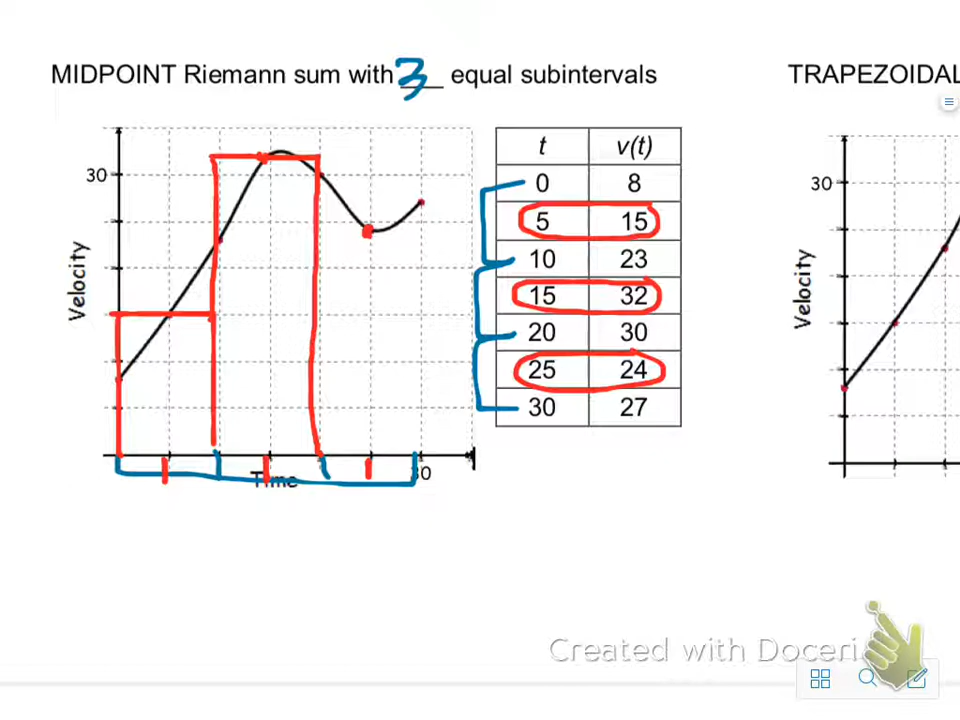 MIDPOINT Riemann sum with 3 equal subintervals
TRAPEZOIDAL
30
Velocity
Time
30
t v(t)
0 8
5 15
10 23
15 32
20 30
25 24
30 27
30
Velocity
Created with Doceri